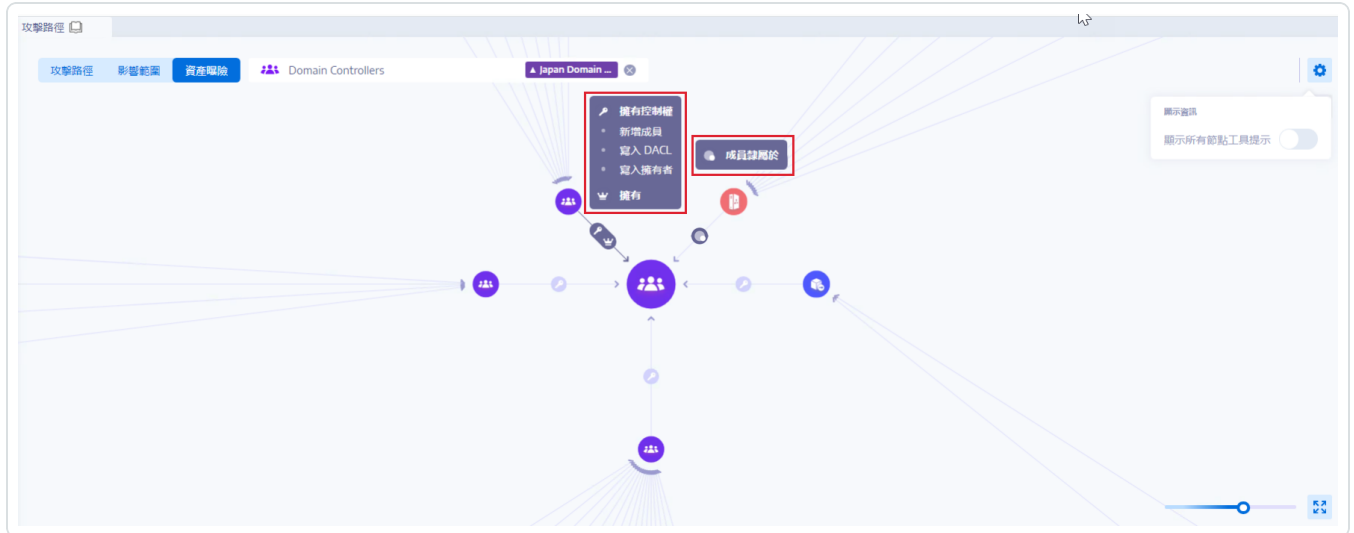 攻擊路徑
攻擊路徑 影響範圍 資產曝險 Domain Controllers Japan Domain ...
顯示資訊
顯示所有節點工具提示
擁有控制權
新增成員
寫入 DACL
寫入擁有者
擁有
成員隸屬於